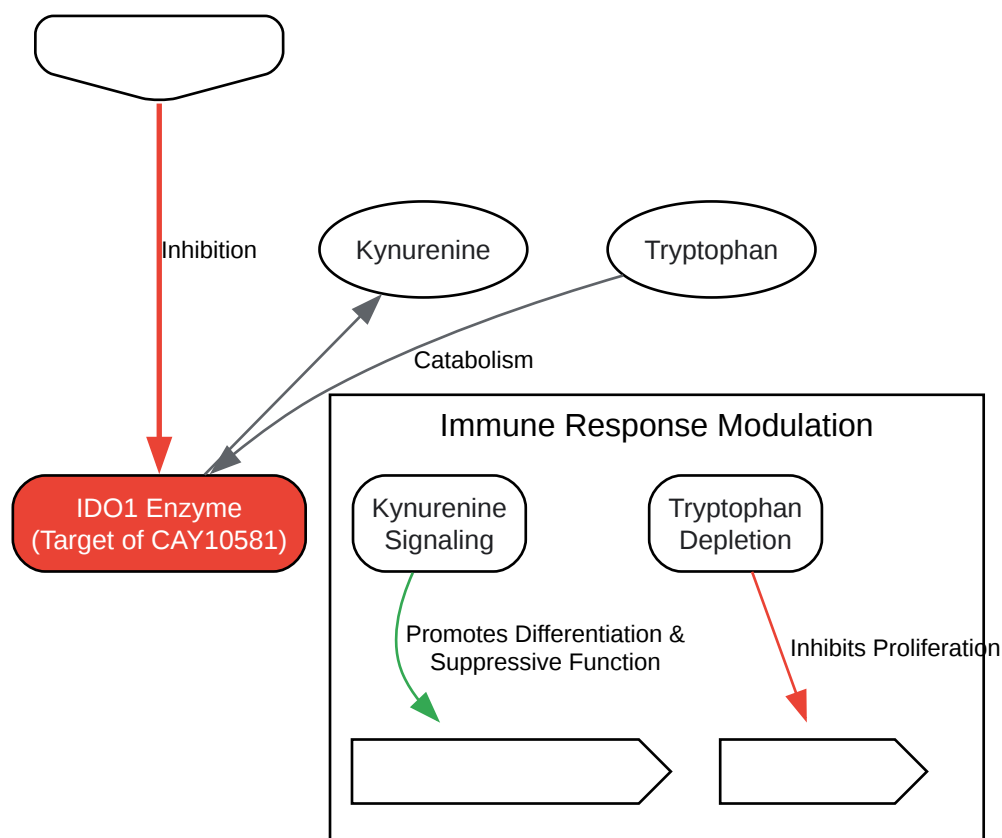 Inhibition
Kynurenine
Tryptophan
Catabolism
Immune Response Modulation
IDO1 Enzyme
(Target of CAY10581)
Kynurenine
Signaling
Tryptophan
Depletion
Promotes Differentiation &
Suppressive Function
Inhibits Proliferation